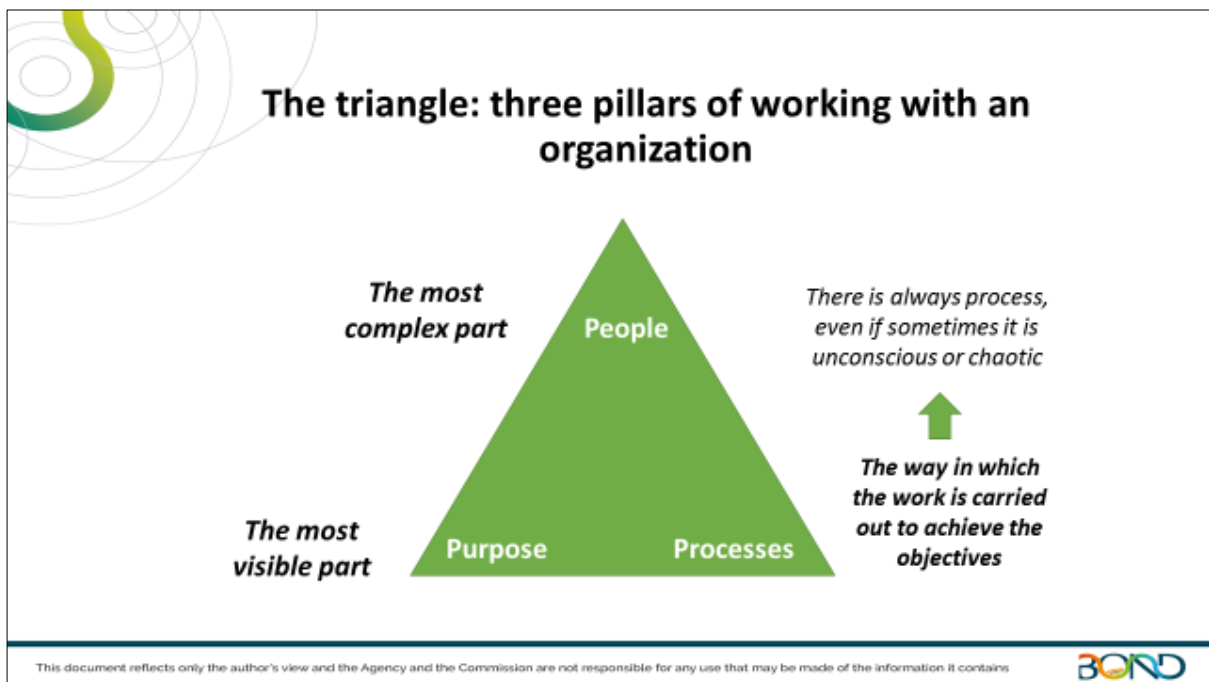 The triangle: three pillars of working with an
organization
The most
complex part
People
There is always process,
even if sometimes it is
unconscious or chaotic
The way in which
the work is carried
out to achieve the
objectives
The most
visible part
Purpose
Processes
This document reflects only the author's view and the Agency and the Commission are not responsible for any use that may be made of the information it contains
BOND